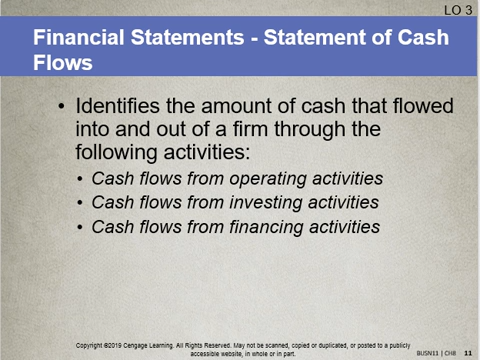 LO 3
Financial Statements - Statement of Cash
Flows
• Identifies the amount of cash that flowed
into and out of a firm through the
following activities:
• Cash flows from operating activities
• Cash flows from investing activities
• Cash flows from financing activities
Copyright ©2019 Cengage Learning. All Rights Reserved. May not be scanned, copied or duplicated, or posted to a publicly
accessible website, in whole or in part.
BUSN11 | CH8 11